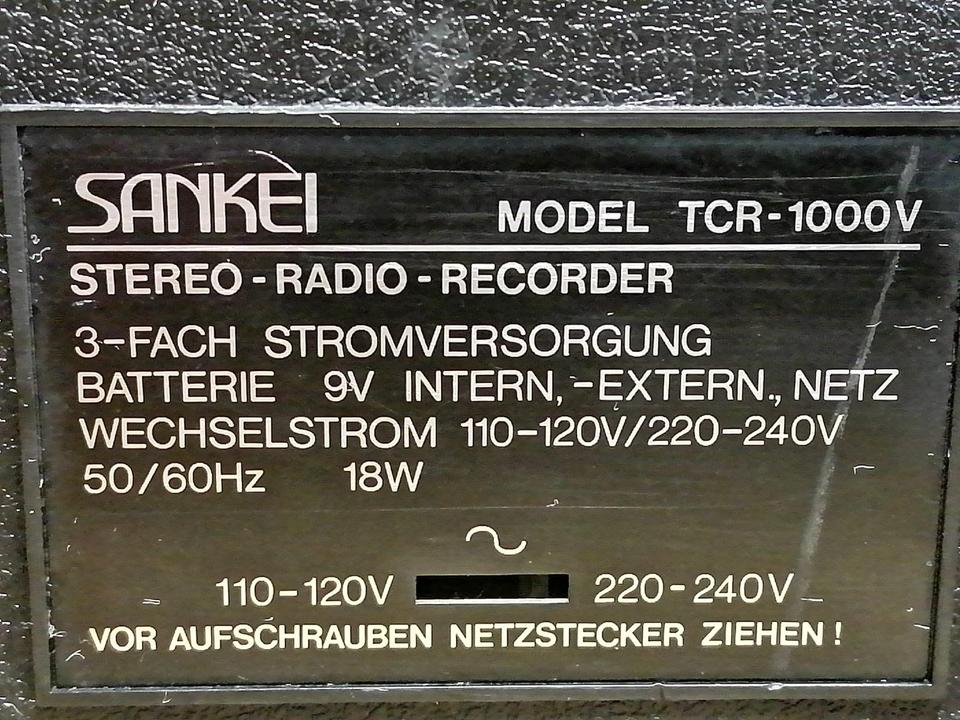 SANKEI MODEL TCR-1000V
STEREO-RADIO-RECORDER
3-FACH STROMVERSORGUNG
BATTERIE 9V INTERN,-EXTERN., NETZ
WECHSELSTROM 110-120V/220-240V
50/60Hz 18W
110-120V 220-240V
VOR AUFSCHRAUBEN NETZSTECKER ZIEHEN!